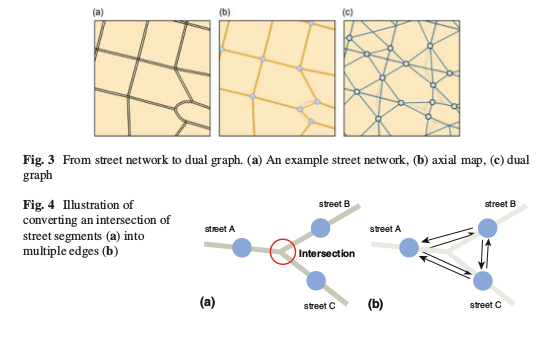 (a)
(b)
(c)
Fig. 3 From street network to dual graph. (a) An example street network, (b) axial map, (c) dual
graph
Fig. 4 Illustration of
converting an intersection of
street segments (a) into
multiple edges (b)
street A
street B
Intersection
street C
(a)
street A
street B
street C
(b)